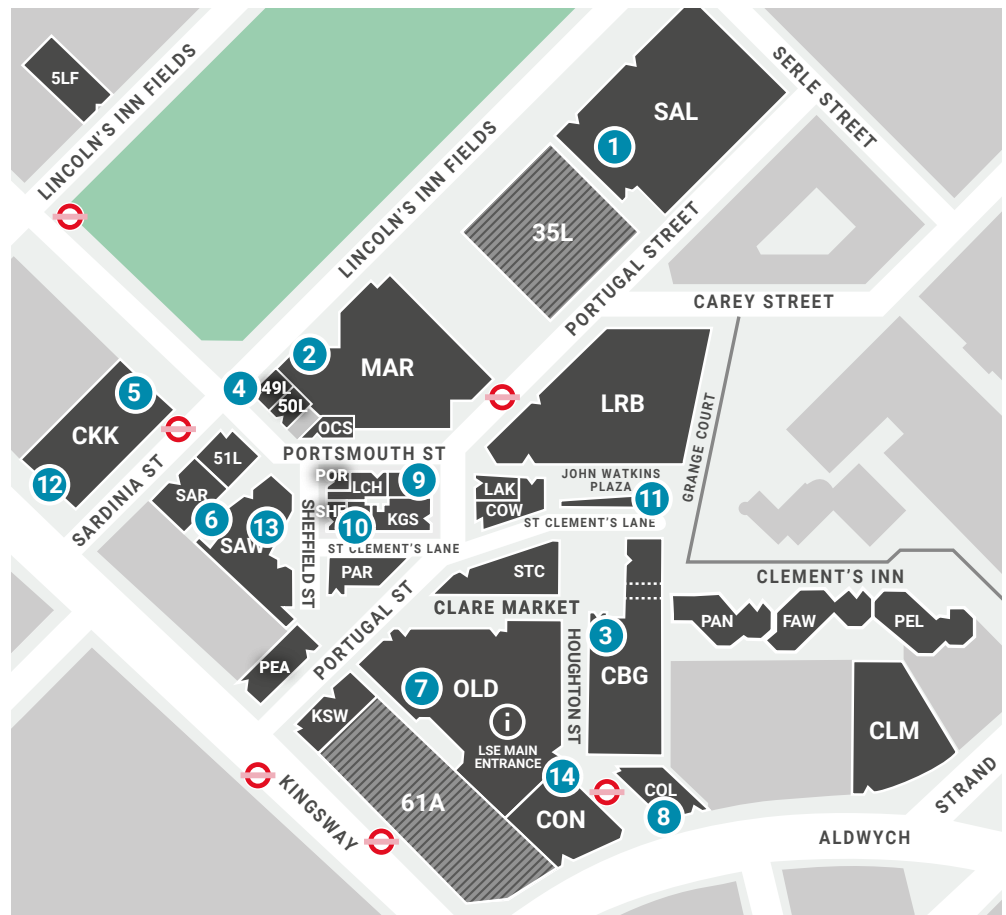 5LF
LINCOLN'S INN FIELDS
SAL
SERLE STREET
1
LINCOLN'S INN FIELDS
35L
PORTUGAL STREET
CAREY STREET
2
MAR
4
49L
50L
5
CKK
LRB
OCS
GRANGE COURT
PORTSMOUTH ST
51L
POR
LCH
9
JOHN WATKINS
PLAZA
12
SARDINIA ST
SAR
LAK
COW
11
6
13
SAW
SHEFFIELD ST
SHE
10
KGS
ST CLEMENT'S LANE
ST CLEMENT'S LANE
PAR
STC
CLEMENT'S INN
CLARE MARKET
PORTUGAL ST
PAN
FAW
PEL
3
HOUGHTON ST
CBG
PEA
7
OLD
KSW
i
LSE MAIN
ENTRANCE
CLM
14
COL
8
61A
CON
KINGSWAY
STRAND
ALDWYCH